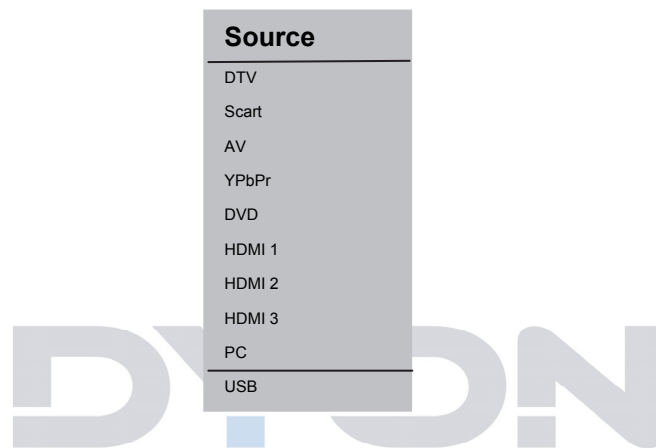 Source
DTV
Scart
AV
YPbPr
DVD
HDMI 1
HDMI 2
HDMI 3
PC
USB
DYON